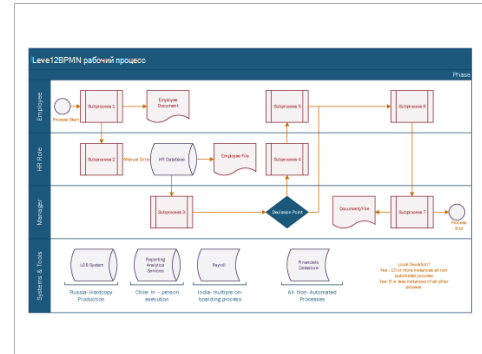 Leve12BPMN рабочий процесс
Phase
Employee
Subprocess 1
Employee
Document
Subprocess 5
Subprocess 6
Process Start
HR Role
Subprocess 2
Manual Entry
HR Database
Employee File
Subprocess 4
Manager
Subprocess 3
Decision Point
Document File
Subprocess 7
Process
End
Systems & Tools
LOB System
Reporting
Analytics
Services
Payroll
All- Non- Automated
Processes
Russia- Hardcopy
Production
Chile- In - person
execution
India- multiple on-
boarding process
Local Deviation?
Yes - 10 or more instances all non
automated process
Yes- 6 or less instances of all other
process